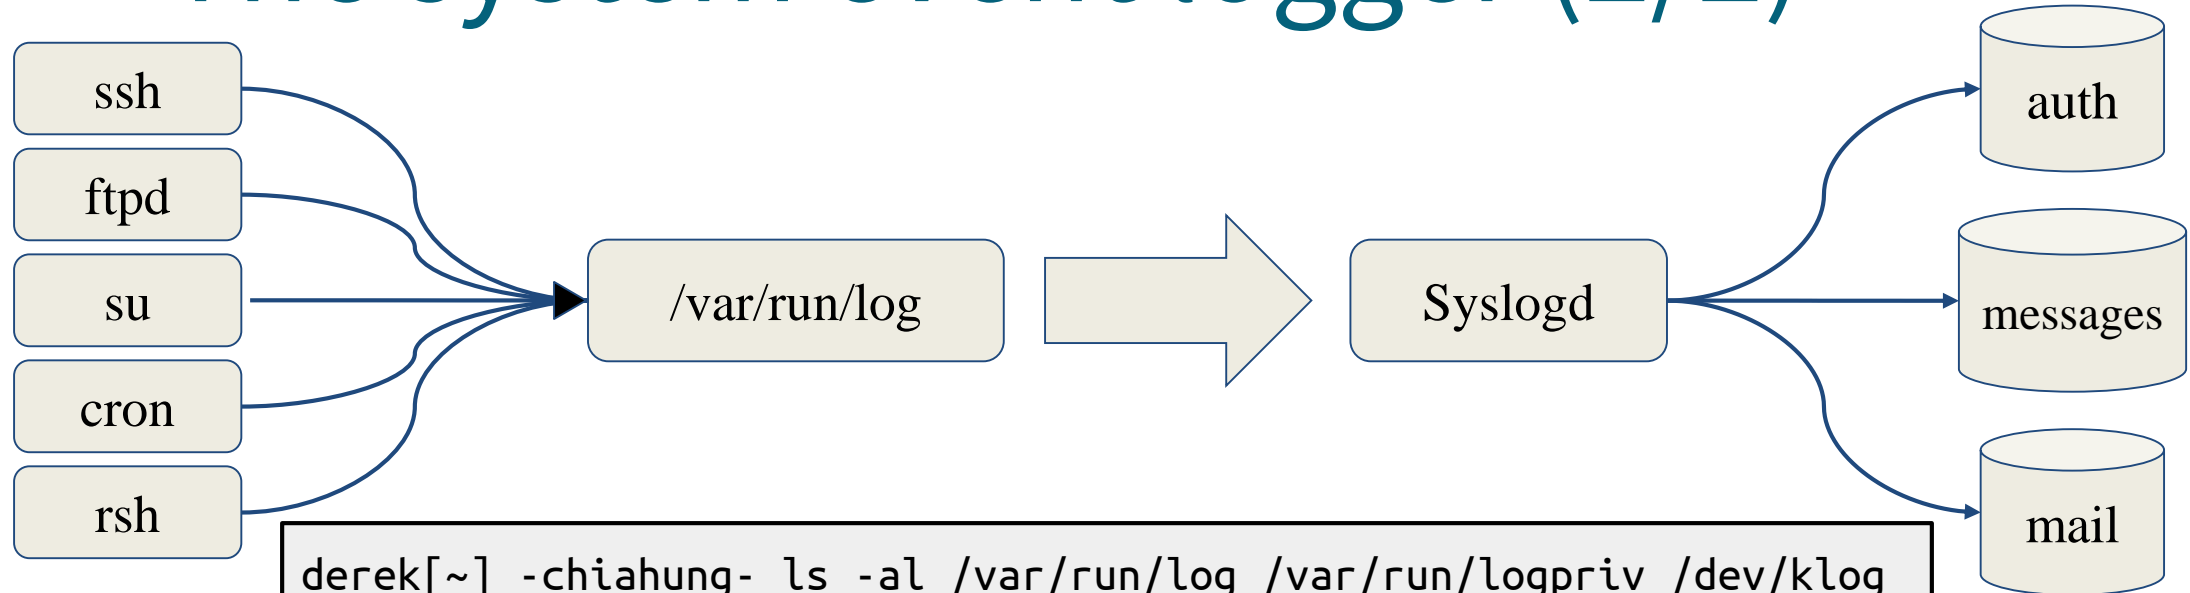 ssh
ftpd
su
cron
rsh
/var/run/log
Syslogd
auth
messages
mail
derek[~] -chiahung- ls -al /var/run/log /var/run/logpriv /dev/klog